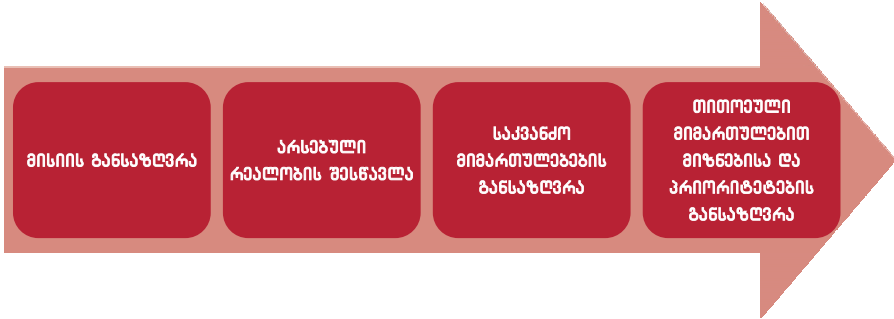 მისიის განსაზღვრა
არსებული
რეალობის შესწავლა
საკვანძო
მიმართულებების
განსაზღვრა
თითოეული
მიმართულებით
მიზნებისა და
პრიორიტეტების
განსაზღვრა